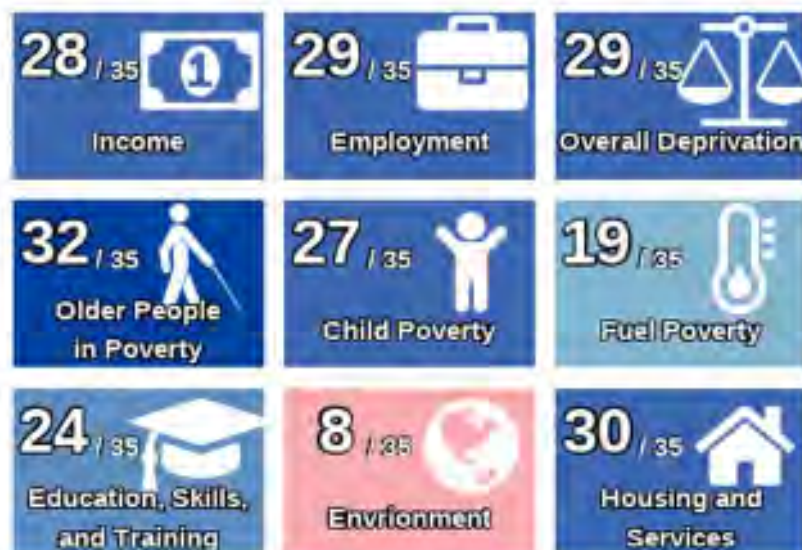 28 / 35
Income
29 / 35
Employment
29 / 35
Overall Deprivation
32 / 35
Older People
in Poverty
27 / 35
Child Poverty
19 / 35
Fuel Poverty
24 / 35
Education, Skills,
and Training
8 / 35
Envrionment
30 / 35
Housing and
Services
1